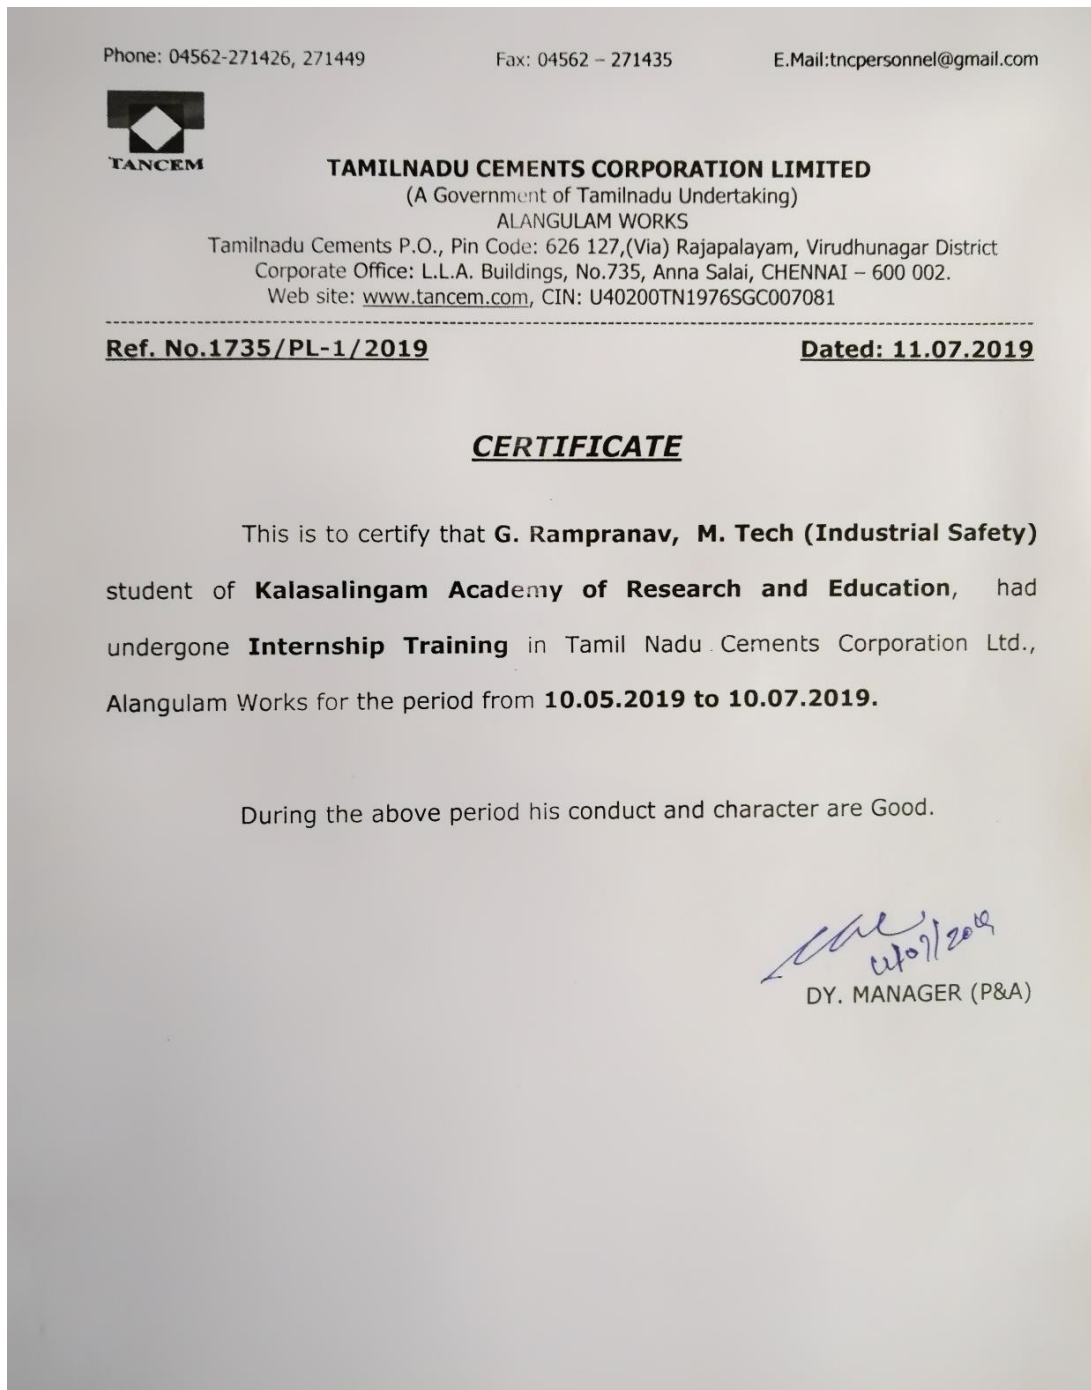 Phone: 04562-271426, 271449 Fax: 04562 – 271435 E.Mail:tncpersonnel@gmail.com
TANCEM
TAMILNADU CEMENTS CORPORATION LIMITED
(A Government of Tamilnadu Undertaking)
ALANGULAM WORKS
Tamilnadu Cements P.O., Pin Code: 626 127,(Via) Rajapalayam, Virudhunagar District
Corporate Office: L.L.A. Buildings, No.735, Anna Salai, CHENNAI – 600 002.
Web site: www.tancem.com, CIN: U40200TN1976SGC007081
Ref. No.1735/PL-1/2019 Dated: 11.07.2019
CERTIFICATE
This is to certify that G. Rampranav, M. Tech (Industrial Safety)
student of Kalasalingam Academy of Research and Education, had
undergone Internship Training in Tamil Nadu Cements Corporation Ltd.,
Alangulam Works for the period from 10.05.2019 to 10.07.2019.
During the above period his conduct and character are Good.
DY. MANAGER (P&A)